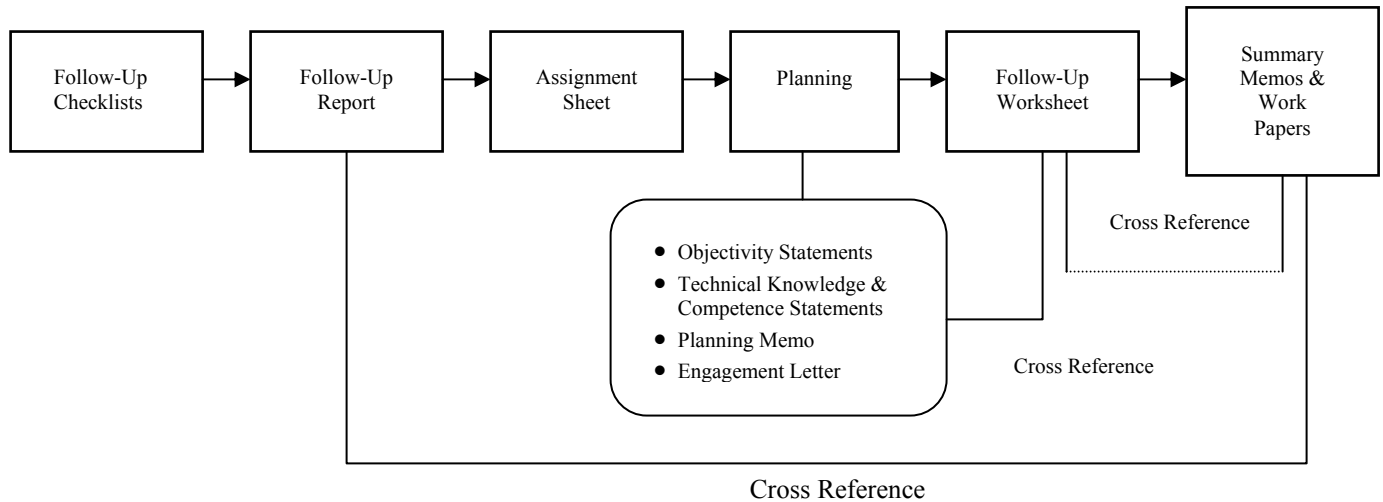 Follow-Up
Checklists
Follow-Up
Report
Assignment
Sheet
Planning
Follow-Up
Worksheet
Summary
Memos &
Work
Papers
Cross Reference
• Objectivity Statements
• Technical Knowledge &
Competence Statements
• Planning Memo
• Engagement Letter
Cross Reference
Cross Reference